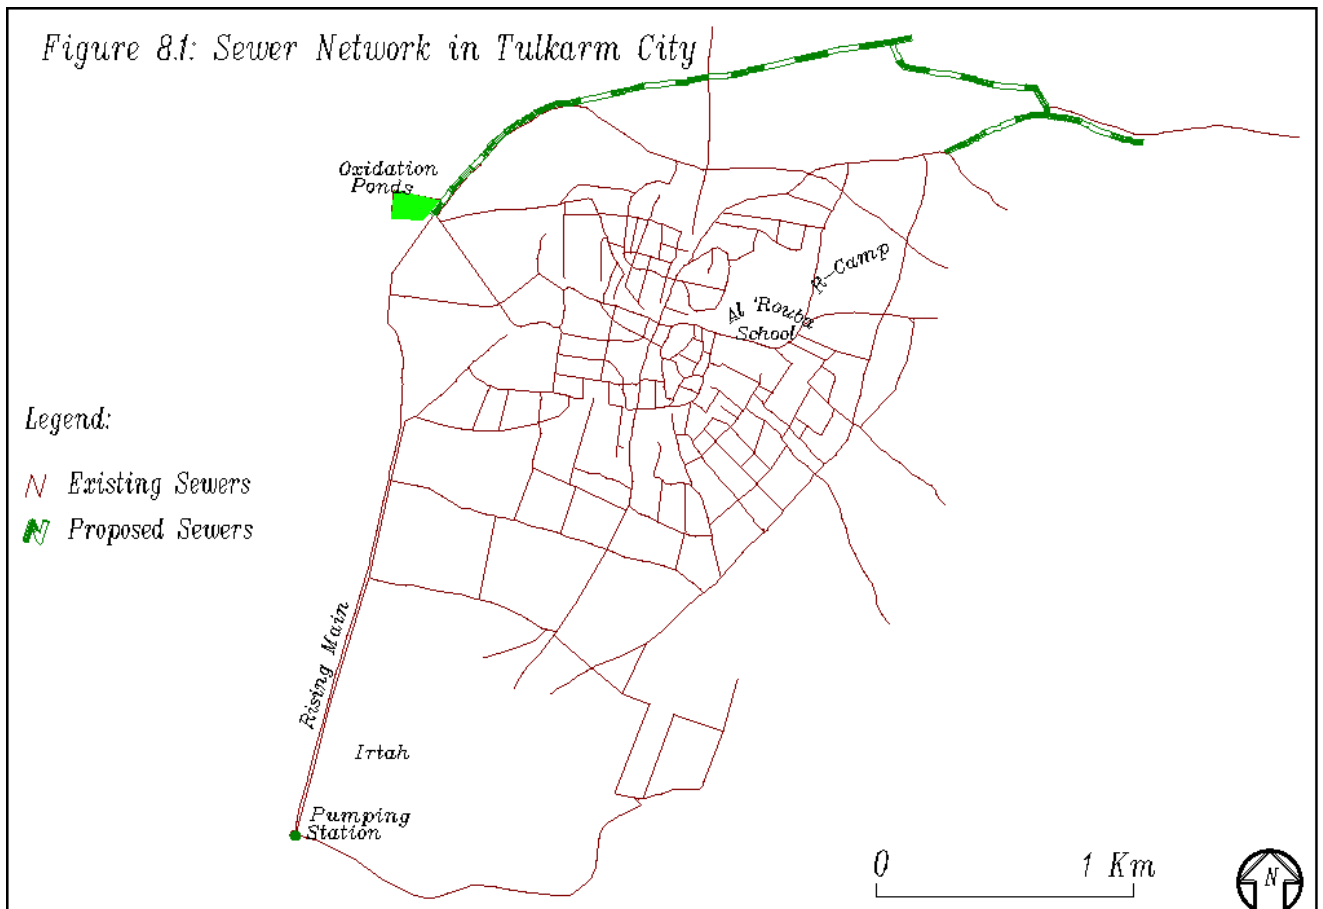 Figure 8.1: Sewer Network in Tulkarm City
Oxidation
Ponds
R-Camp
Al 'Rouba
School
Legend:
N Existing Sewers
N Proposed Sewers
Rising Main
Irtah
Pumping
Station
0 1 Km
N